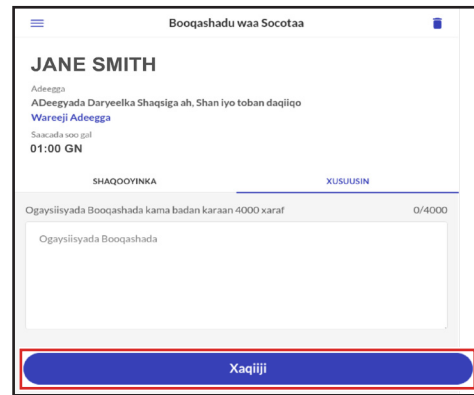 Booqashadu waa Socotaa
JANE SMITH
Adeegga
ADeegyada Daryeelka Shaqsiga ah, Shan iyo toban daqiiqo
Wareeji Adeegga
Saacada soo gal
01:00 GN
SHAQOOYINKA XUSUUSIN
Ogaysiisyada Booqashada kama badan karaan 4000 xaraf 0/4000
Ogaysiisyada Booqashada
Xaqiiji